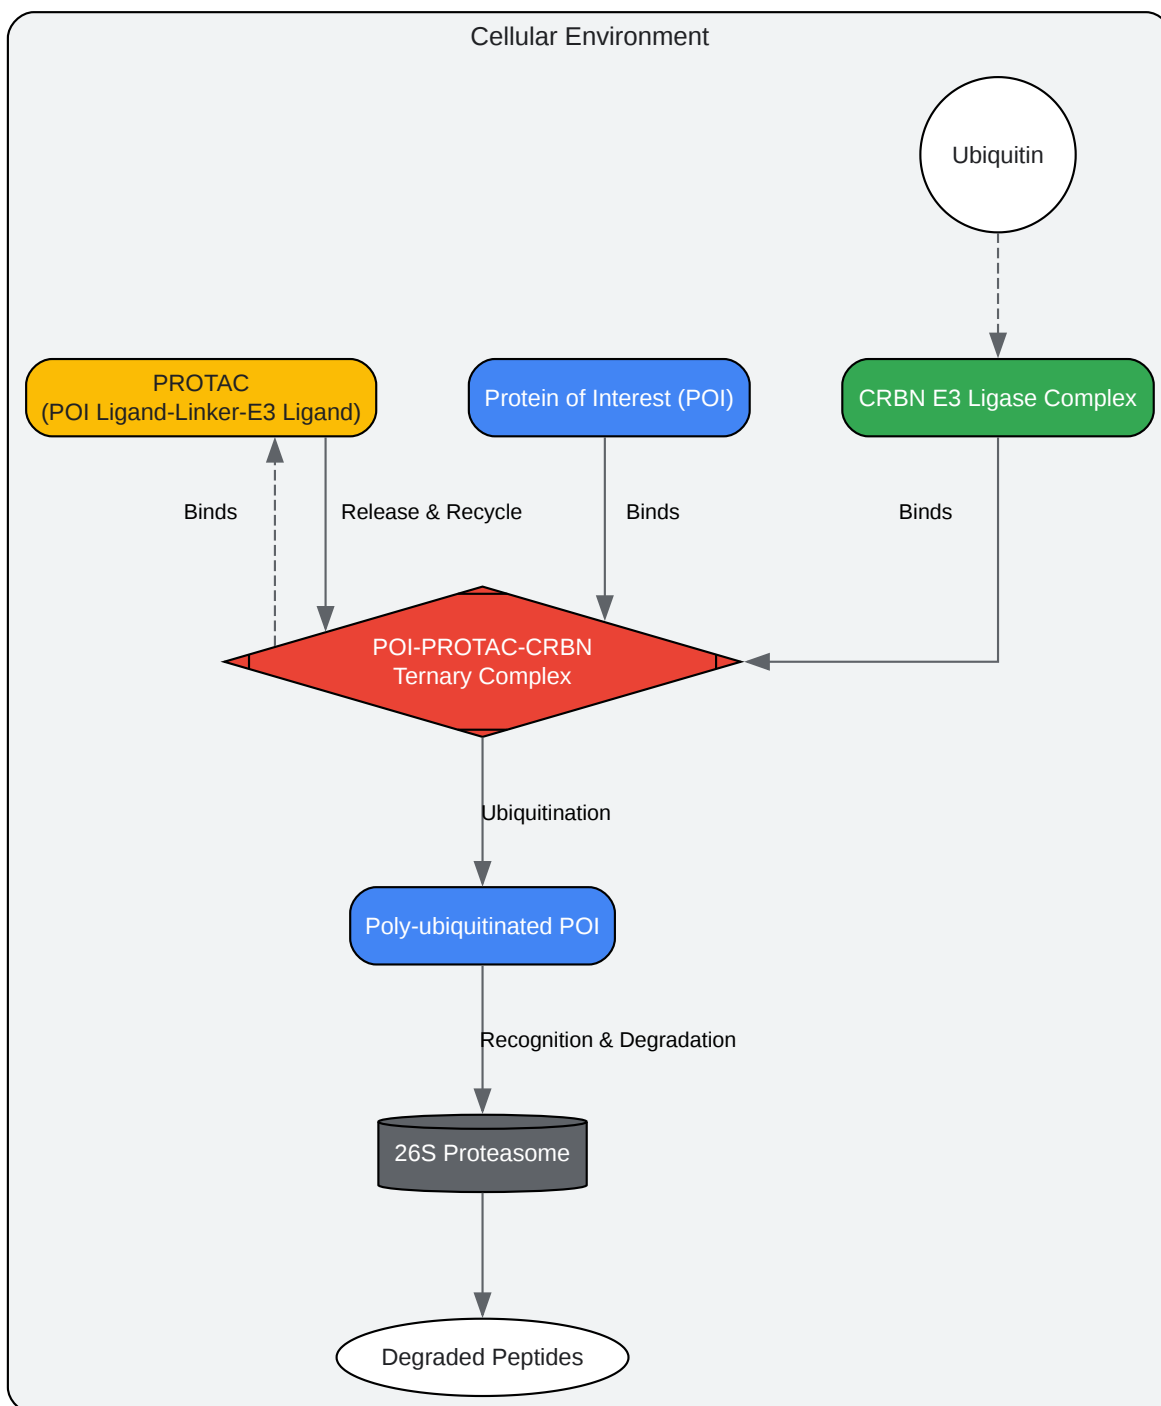 Cellular Environment
Ubiquitin
PROTAC
(POI Ligand-Linker-E3 Ligand)
Protein of Interest (POI)
CRBN E3 Ligase Complex
Binds
Release & Recycle
Binds
Binds
POI-PROTAC-CRBN
Ternary Complex
Ubiquitination
Poly-ubiquitinated POI
Recognition & Degradation
26S Proteasome
Degraded Peptides